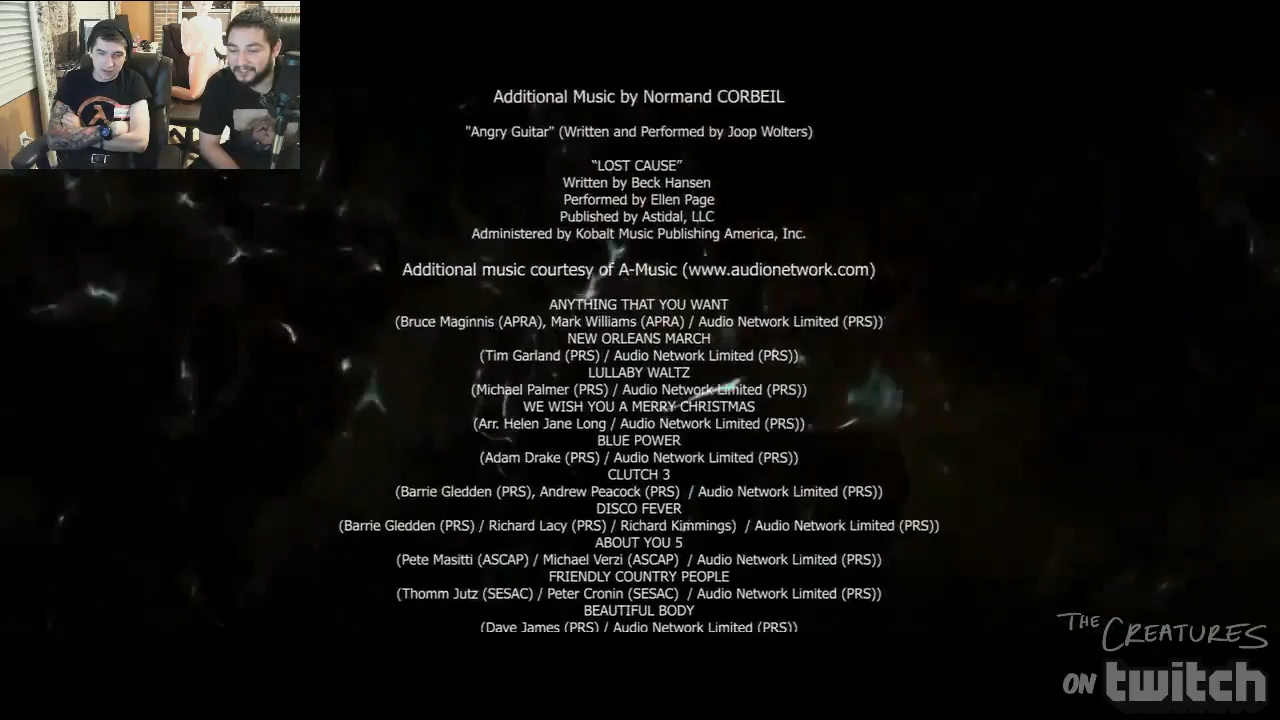 Additional Music by Normand CORBEIL
"Angry Guitar" (Written and Performed by Joop Wolters)
“LOST CAUSE”
Written by Beck Hansen
Performed by Ellen Page
Published by Astidal, LLC
Administered by Kobalt Music Publishing America, Inc.
Additional music courtesy of A-Music (www.audionetwork.com)
ANYTHING THAT YOU WANT
(Bruce Maginnis (APRA), Mark Williams (APRA) / Audio Network Limited (PRS))
NEW ORLEANS MARCH
(Tim Garland (PRS) / Audio Network Limited (PRS))
LULLABY WALTZ
(Michael Palmer (PRS) / Audio Network Limited (PRS))
WE WISH YOU A MERRY CHRISTMAS
(Arr. Helen Jane Long / Audio Network Limited (PRS))
BLUE POWER
(Adam Drake (PRS) / Audio Network Limited (PRS))
CLUTCH 3
(Barrie Gledden (PRS), Andrew Peacock (PRS) / Audio Network Limited (PRS))
DISCO FEVER
(Barrie Gledden (PRS) / Richard Lacy (PRS) / Richard Kimmings) / Audio Network Limited (PRS))
ABOUT YOU 5
(Pete Masitti (ASCAP) / Michael Verzi (ASCAP) / Audio Network Limited (PRS))
FRIENDLY COUNTRY PEOPLE
(Thomm Jutz (SESAC) / Peter Cronin (SESAC) / Audio Network Limited (PRS))
BEAUTIFUL BODY
(Dave James (PRS) / Audio Network Limited (PRS))
THE CREATURES
ON twitch